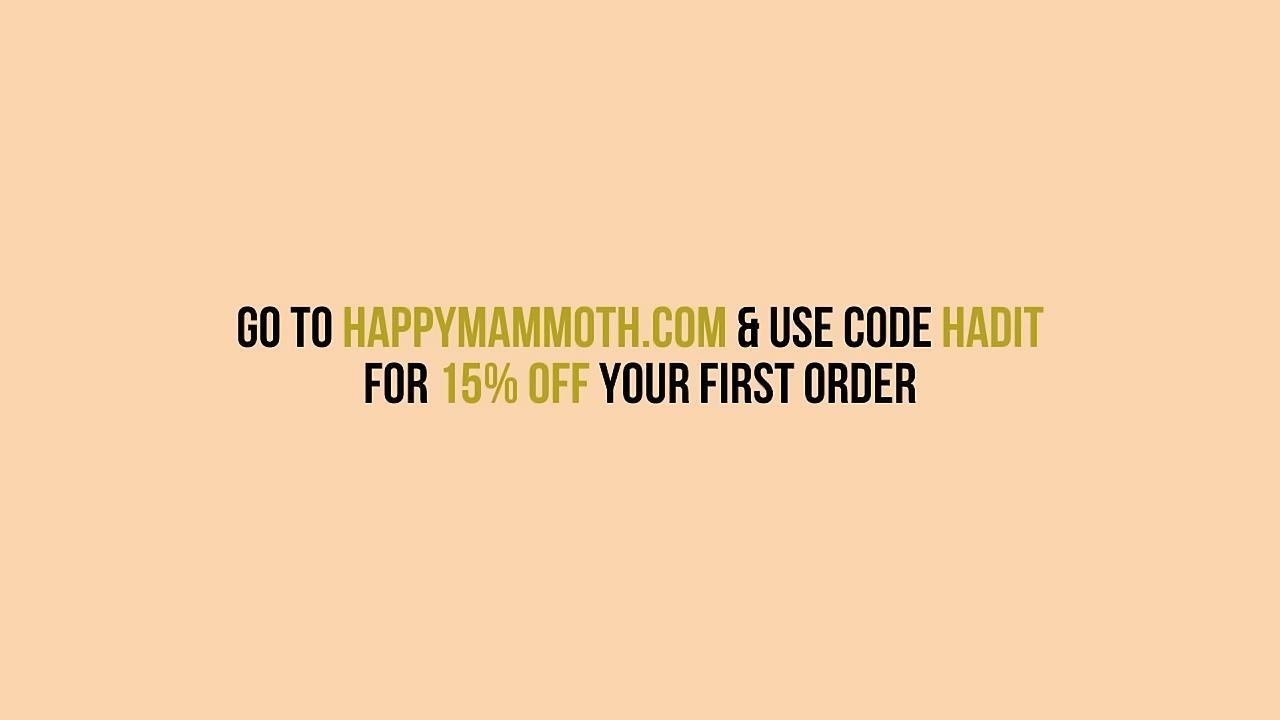 GO TO HAPPYMAMMOTH.COM & USE CODE HADIT
FOR 15% OFF YOUR FIRST ORDER